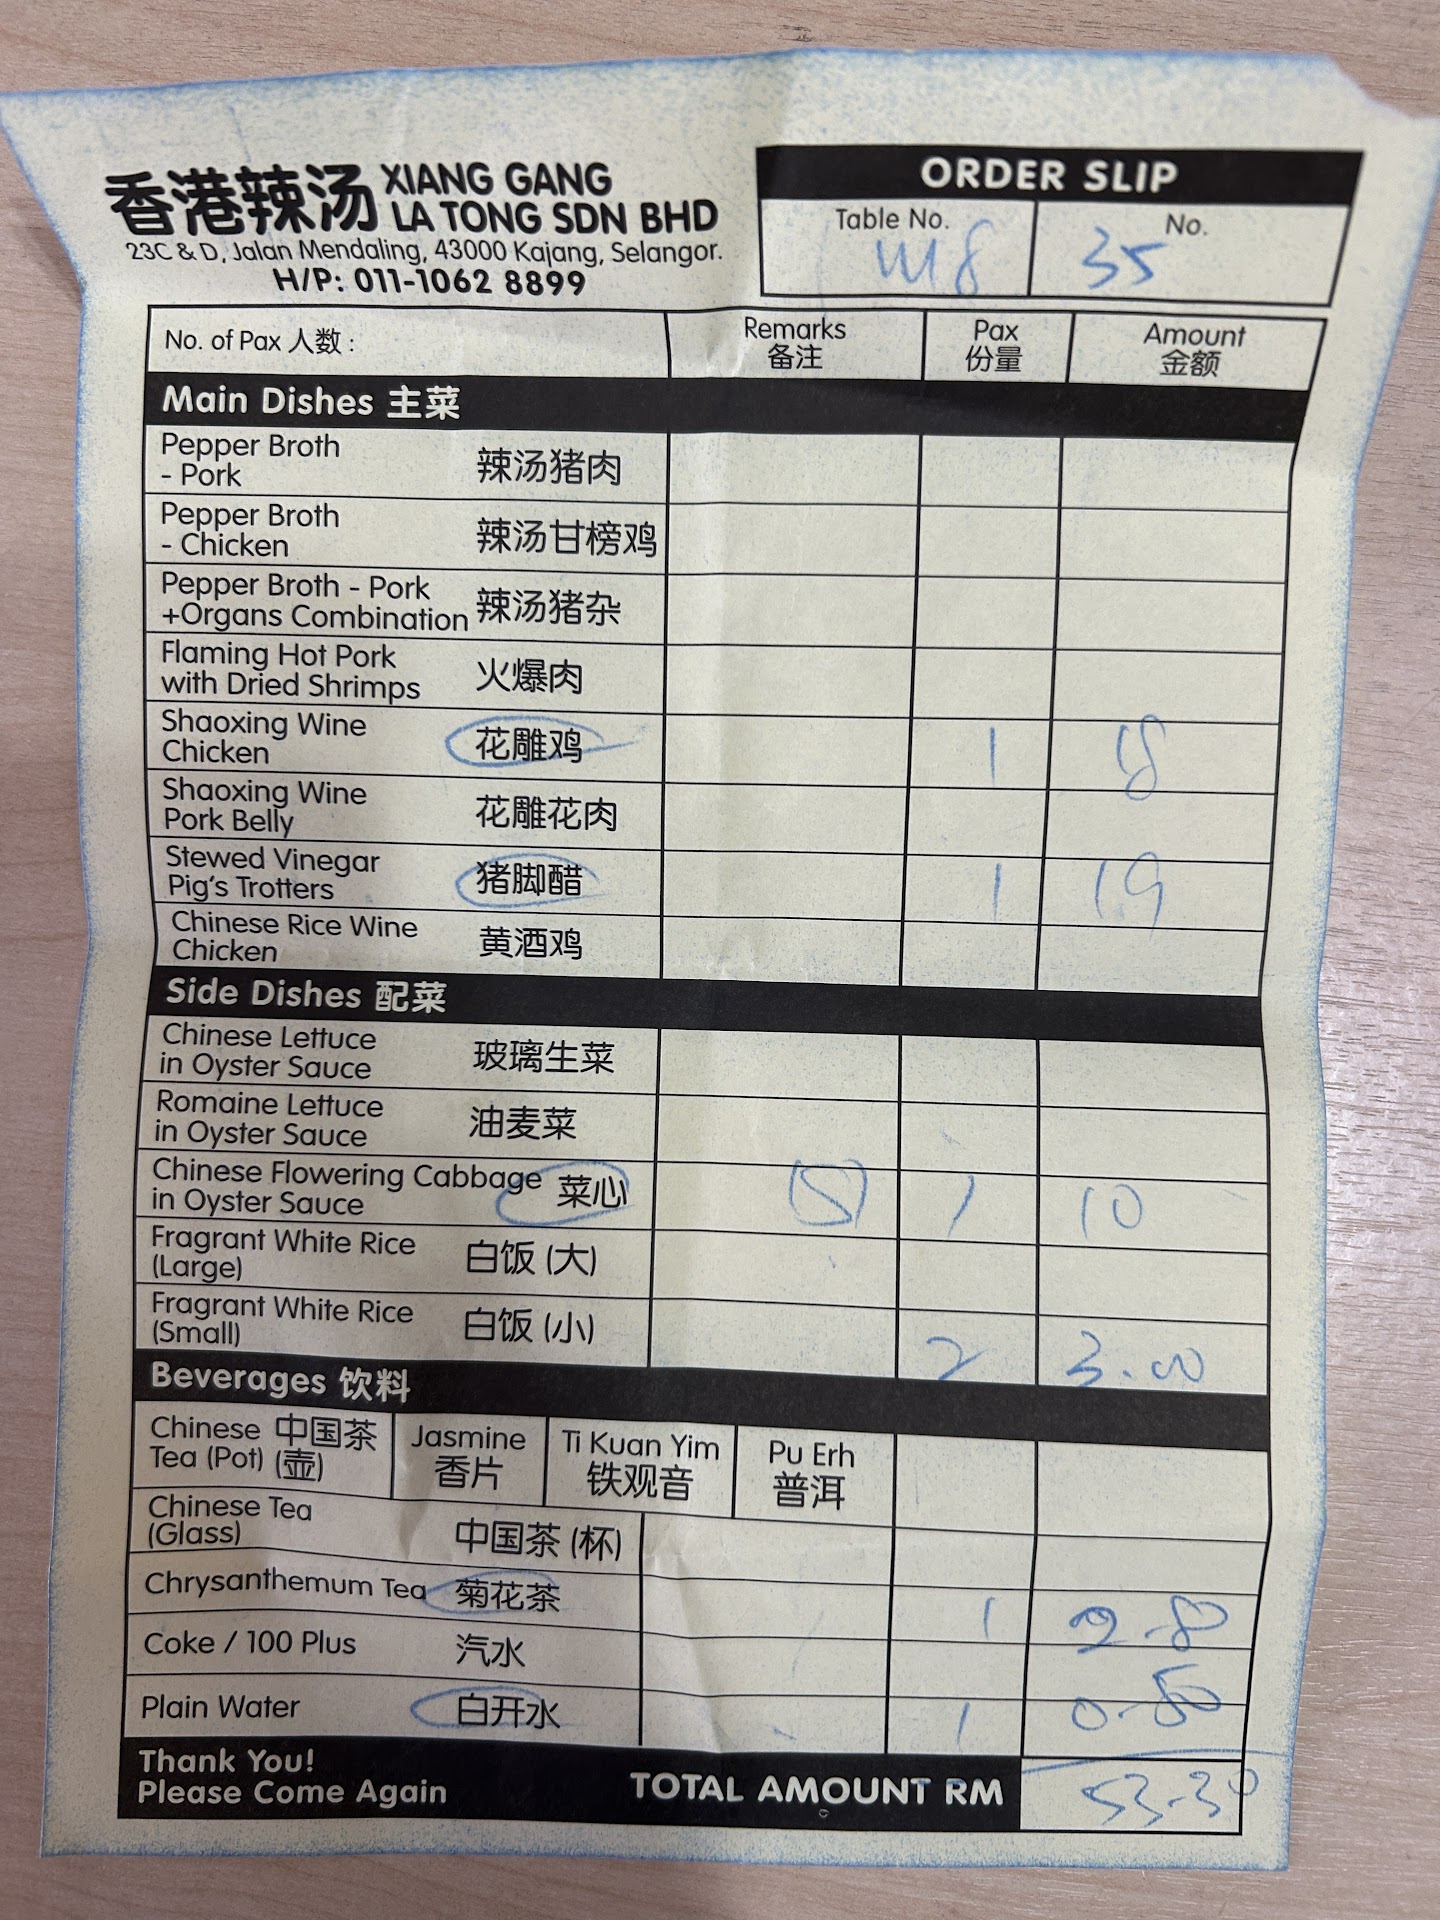 香港辣汤 XIANG GANG
LA TONG SDN BHD
23C & D, Jalan Mendaling, 43000 Kajang, Selangor.
H/P: 011-1062 8899
ORDER SLIP
Table No. No.
M8 35
No. of Pax 人数 : Remarks Pax Amount
备注 份量 金额
Main Dishes 主菜
Pepper Broth
- Pork 辣汤猪肉
Pepper Broth
- Chicken 辣汤甘榜鸡
Pepper Broth - Pork
+Organs Combination 辣汤猪杂
Flaming Hot Pork
with Dried Shrimps 火爆肉
Shaoxing Wine
Chicken 花雕鸡 1 18
Shaoxing Wine
Pork Belly 花雕花肉
Stewed Vinegar
Pig's Trotters 猪脚醋 1 19
Chinese Rice Wine
Chicken 黄酒鸡
Side Dishes 配菜
Chinese Lettuce
in Oyster Sauce 玻璃生菜
Romaine Lettuce
in Oyster Sauce 油麦菜
Chinese Flowering Cabbage
in Oyster Sauce 菜心 (S) 1 10
Fragrant White Rice
(Large) 白饭 (大)
Fragrant White Rice
(Small) 白饭 (小) 2 3.00
Beverages 饮料
Chinese 中国茶 Jasmine Ti Kuan Yim Pu Erh
Tea (Pot) (壶) 香片 铁观音 普洱
Chinese Tea
(Glass) 中国茶 (杯)
Chrysanthemum Tea 菊花茶 1 2.80
Coke / 100 Plus 汽水
Plain Water 白开水 1 0.50
Thank You!
Please Come Again TOTAL AMOUNT RM 53.30